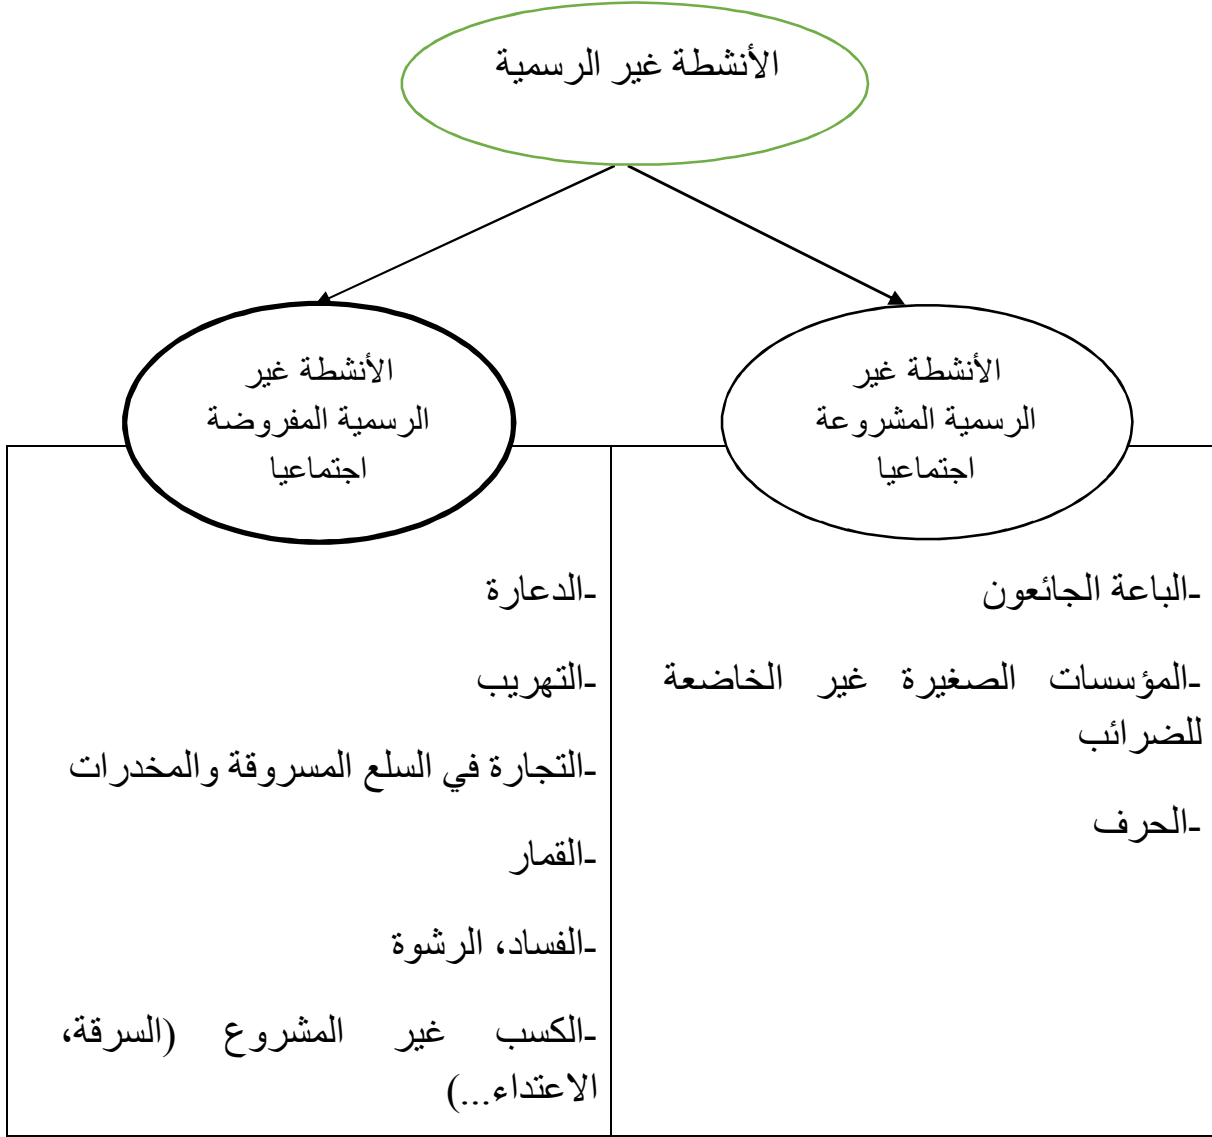 الأنشطة غير الرسمية
الأنشطة غير
الرسمية المشروعة
اجتماعيا
-الباعة الجائعون
-المؤسسات الصغيرة غير الخاضعة
للضرائب
-الحرف
الأنشطة غير
الرسمية المفروضة
اجتماعيا
-الدعارة
-التهريب
-التجارة في السلع المسروقة والمخدرات
-القمار
-الفساد، الرشوة
-الكسب غير المشروع (السرقة،
الاعتداء...)